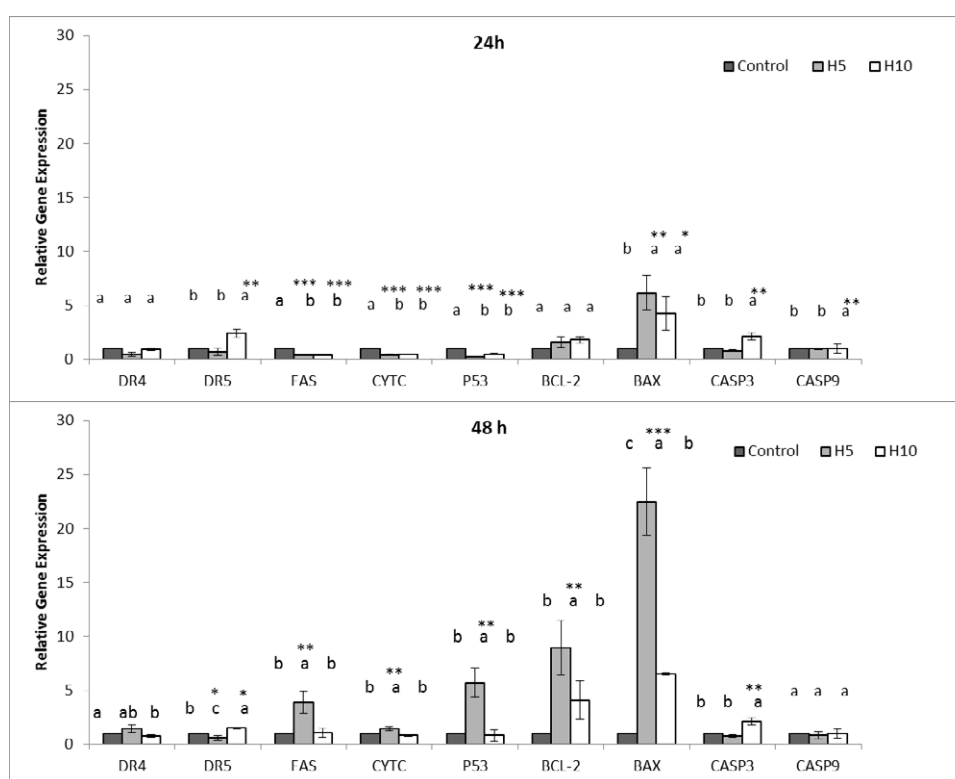 30
24h
Control H5 H10
25
20
15
10
5
0
Relative Gene Expression
** *
b a a
** *** *** *** *** *** *** ** **
a a a b b a a b b a b b a b b a a a b b a b b a
DR4 DR5 FAS CYTC P53 BCL-2 BAX CASP3 CASP9
30
48 h
Control H5 H10
25
20
15
10
5
0
Relative Gene Expression
***
c a b
**
b a b
**
b a b
**
b a b
**
b a b
**
b b a
a a a
a ab b
* *
b c a
DR4 DR5 FAS CYTC P53 BCL-2 BAX CASP3 CASP9